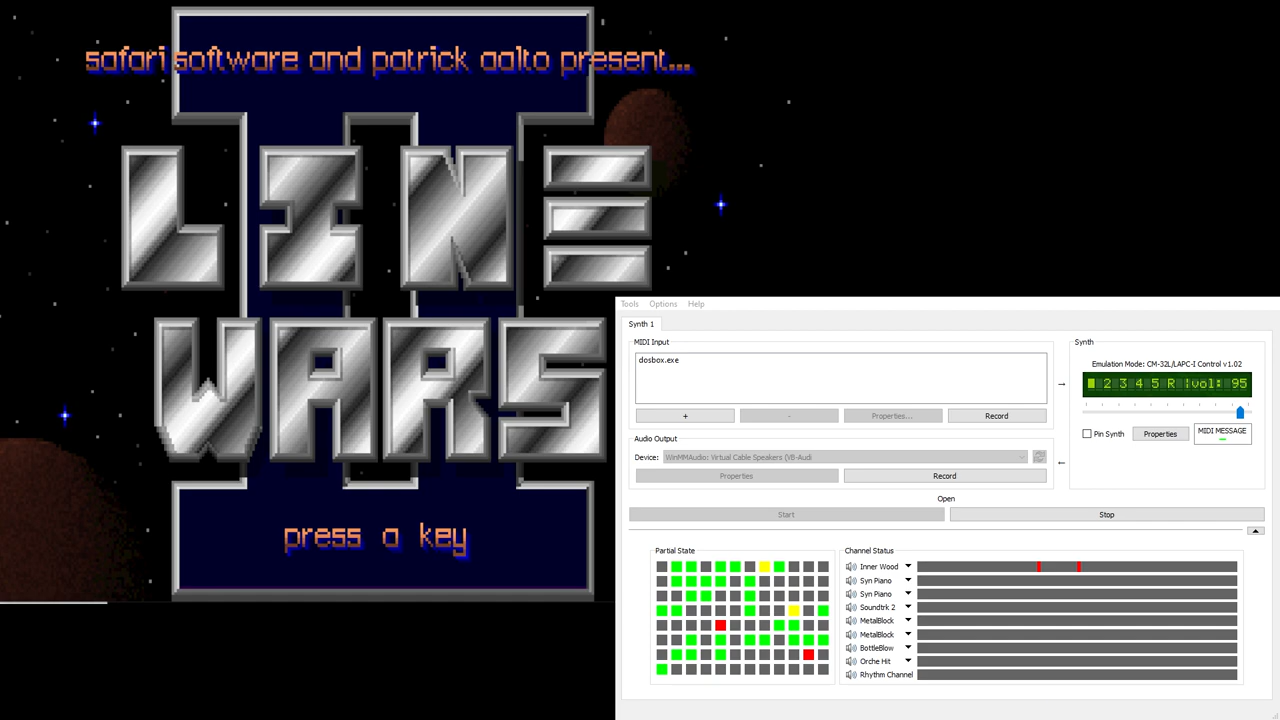 safari software and patrick aalto present...
LINE
WARS
II
press a key
Tools Options Help
Synth 1
MIDI Input
dosbox.exe
+ - Properties... Record
Audio Output
Device: WinMMAudio: Virtual Cable Speakers (VB-Audi
Properties Record
Synth
Emulation Mode: CM-32L/LAPC-I Control v1.02
2 3 4 5 R |vol: 95
Pin Synth Properties MIDI MESSAGE
Open
Start Stop
Partial State
Channel Status
Inner Wood
Syn Piano
Syn Piano
Soundtrk 2
MetalBlock
MetalBlock
BottleBlow
Orche Hit
Rhythm Channel